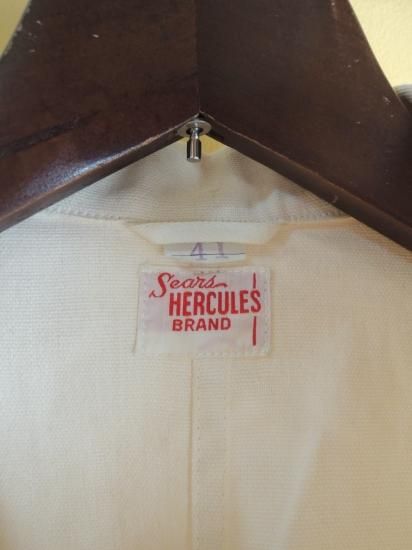 41
Sears
HERCULES
BRAND